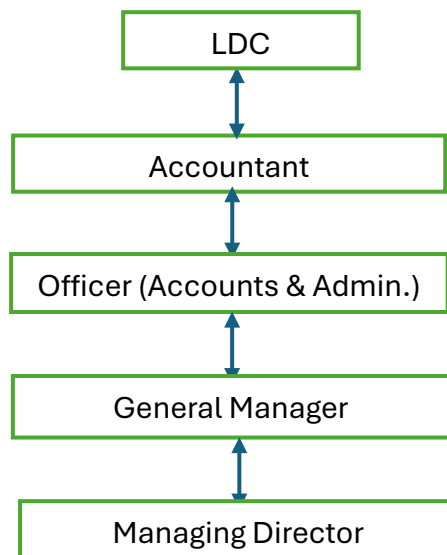 LDC
Accountant
Officer (Accounts & Admin.)
General Manager
Managing Director